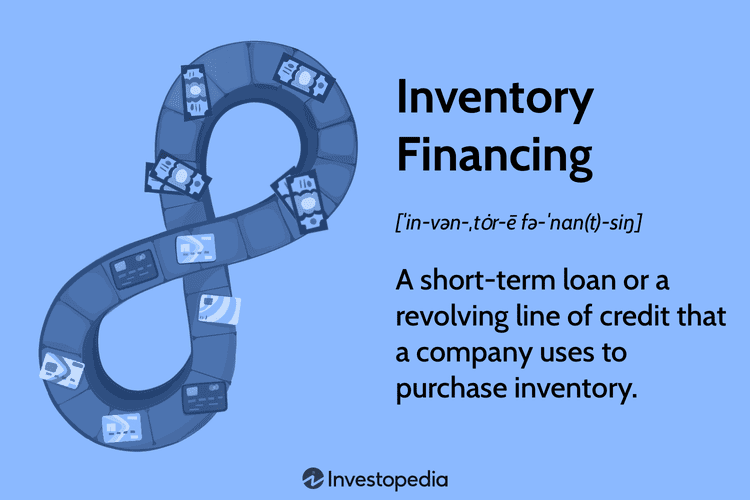 Inventory
Financing
[ˈin-vən-ˌtȯr-ē fə-ˈnan(t)-siŋ]
A short-term loan or a
revolving line of credit that
a company uses to
purchase inventory.
Investopedia